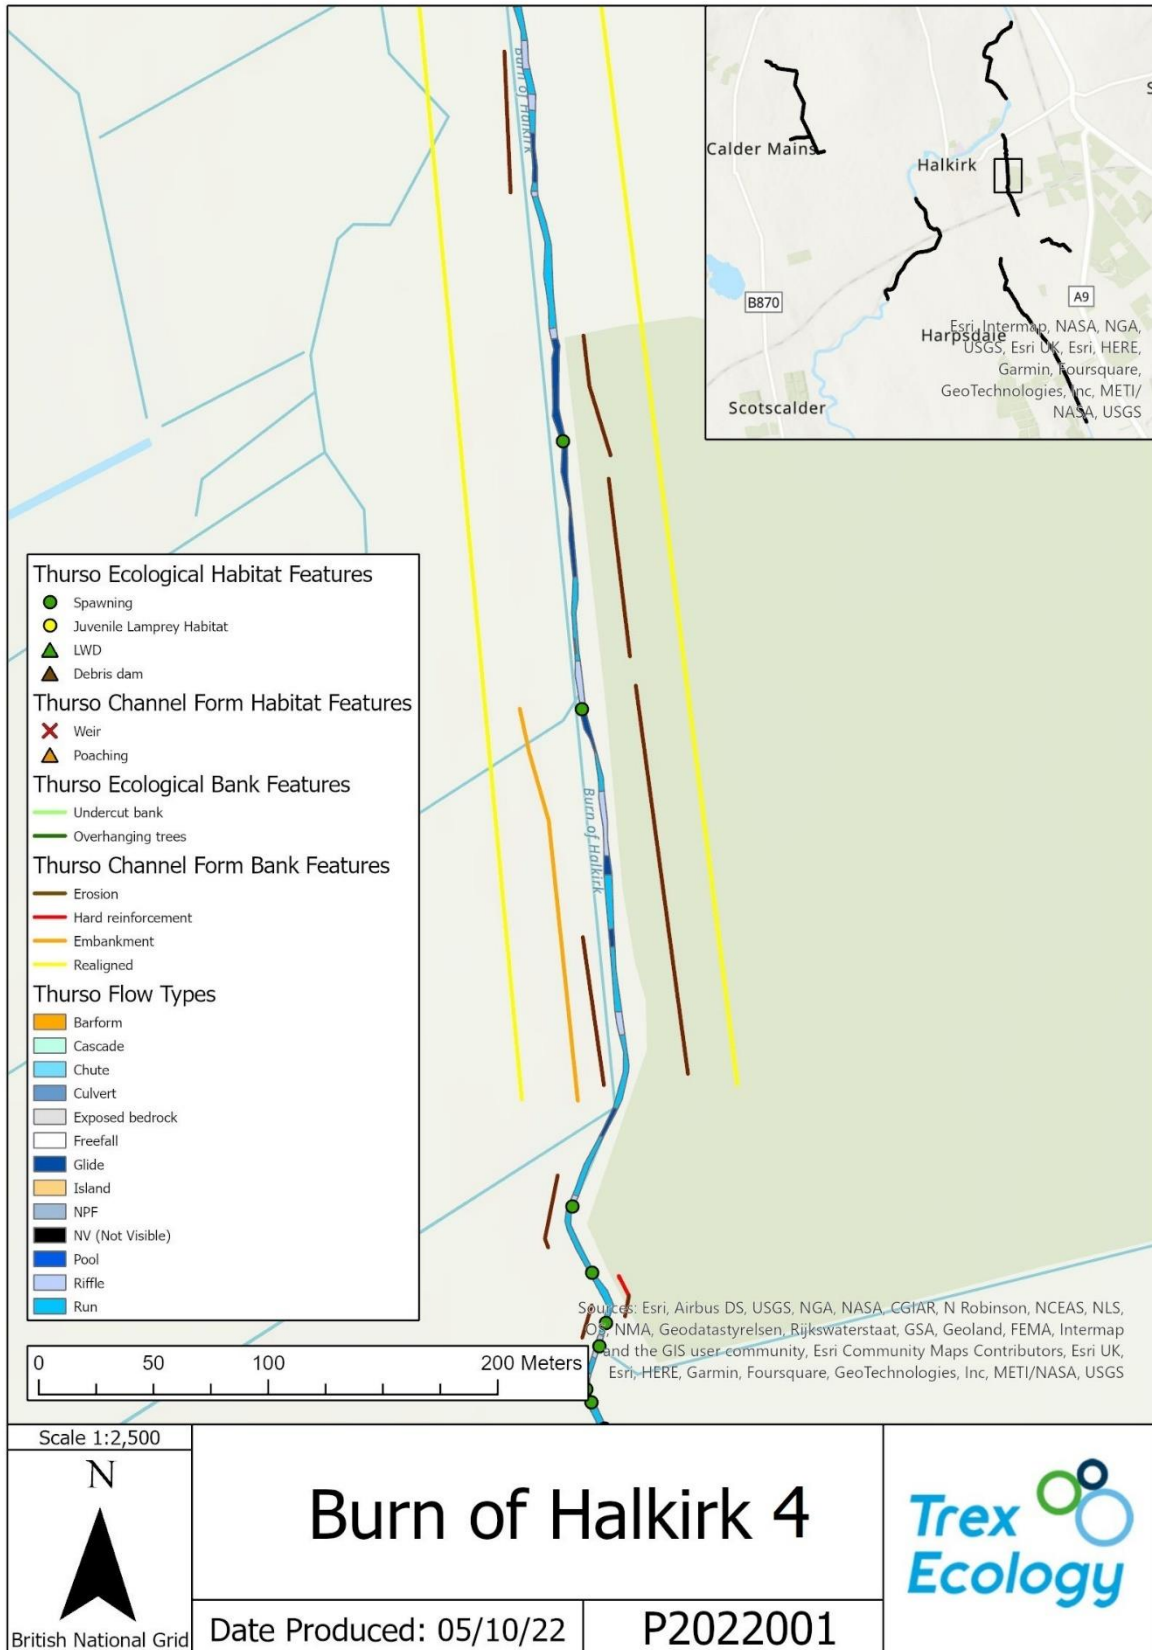 Burn of Halkirk
Calder Mains
Halkirk
B870
A9
Harpsdale
Scotscalder
S
Esri, Intermap, NASA, NGA,
USGS, Esri UK, Esri, HERE,
Garmin, Foursquare,
GeoTechnologies, Inc, METI/
NASA, USGS
Burn of Halkirk
Thurso Ecological Habitat Features
Spawning
Juvenile Lamprey Habitat
LWD
Debris dam
Thurso Channel Form Habitat Features
Weir
Poaching
Thurso Ecological Bank Features
Undercut bank
Overhanging trees
Thurso Channel Form Bank Features
Erosion
Hard reinforcement
Embankment
Realigned
Thurso Flow Types
Barform
Cascade
Chute
Culvert
Exposed bedrock
Freefall
Glide
Island
NPF
NV (Not Visible)
Pool
Riffle
Run
Sources: Esri, Airbus DS, USGS, NGA, NASA, CGIAR, N Robinson, NCEAS, NLS,
OS, NMA, Geodatastyrelsen, Rijkswaterstaat, GSA, Geoland, FEMA, Intermap
and the GIS user community, Esri Community Maps Contributors, Esri UK,
Esri, HERE, Garmin, Foursquare, GeoTechnologies, Inc, METI/NASA, USGS
0 50 100 200 Meters
Scale 1:2,500
N
British National Grid
Burn of Halkirk 4
Date Produced: 05/10/22
P2022001
Trex
Ecology